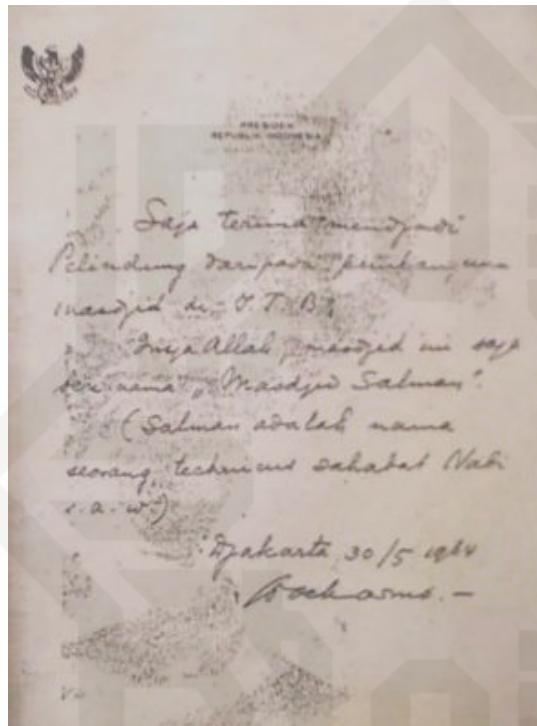 PRESIDEN
REPUBLIK INDONESIA
Saja terima mendjadi
Pelindung daripada pembangunan
masdjid di I.T.B.
Insja Allah, masdjid ini saja
beri nama „Masdjid Salman".
(Salman adalah nama
seorang technicus sahabat Nabi
s.a.w.)
Djakarta, 30/5 1964
Soekarno.-